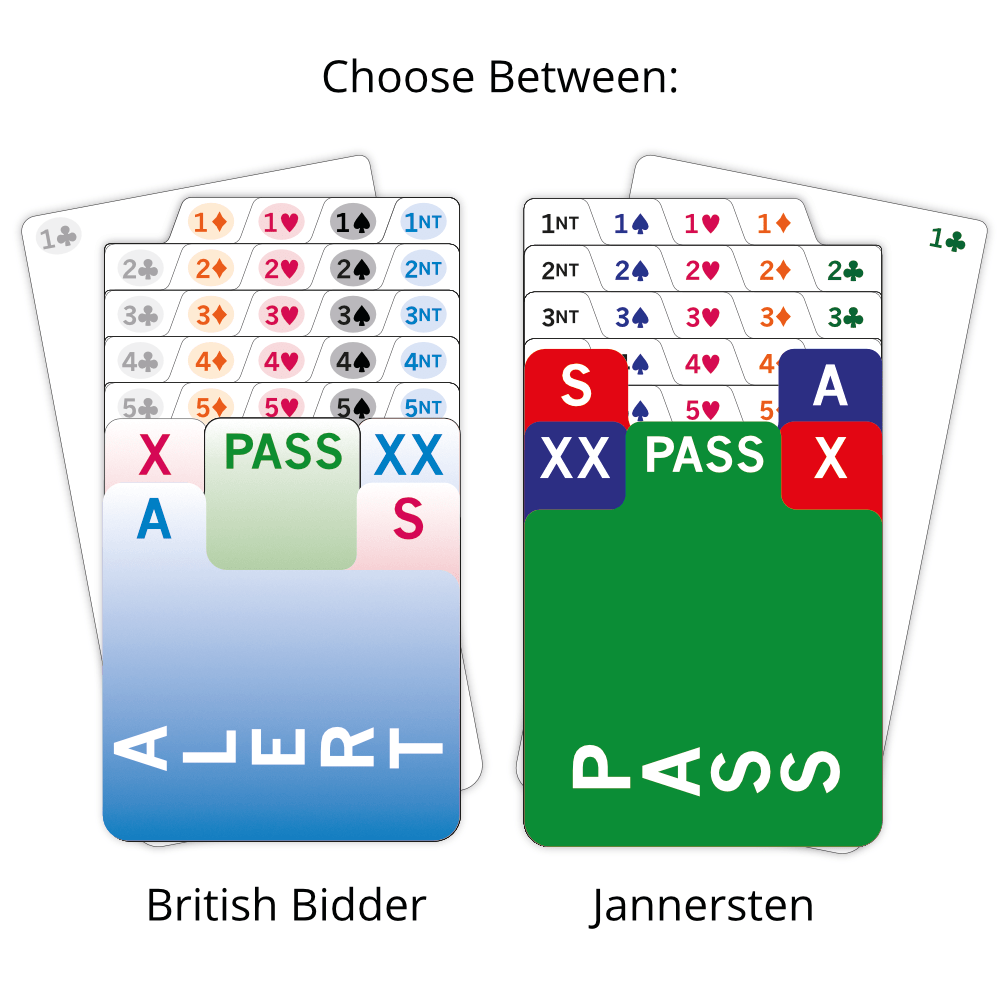 Choose Between:
1♣
1♦ 1♥ 1♠ 1NT
2♣ 2♦ 2♥ 2♠ 2NT
3♣ 3♦ 3♥ 3♠ 3NT
4♣ 4♦ 4♥ 4♠ 4NT
5♣ 5♦ 5♥ 5♠ 5NT
X PASS XX
A S
ALERT
British Bidder
1NT 1♠ 1♥ 1♦
1♣
2NT 2♠ 2♥ 2♦ 2♣
3NT 3♠ 3♥ 3♦ 3♣
S ♠ 4♥ 4 A
♠ 5♥ 5
XX PASS X
PASS
Jannersten